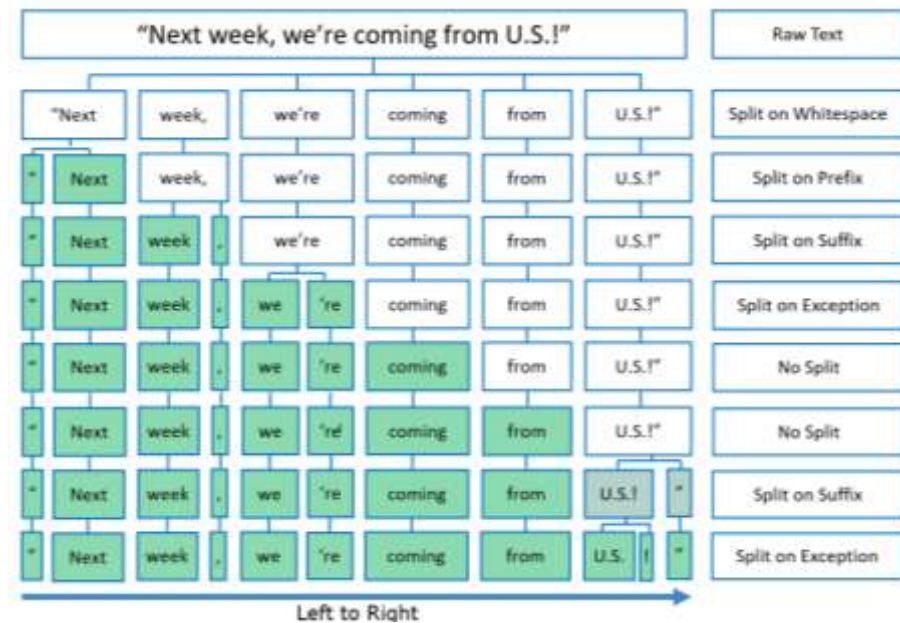 “Next week, we’re coming from U.S.!” Raw Text
“Next week, we’re coming from U.S.!” Split on Whitespace
“ Next week, we’re coming from U.S.!” Split on Prefix
“ Next week , we’re coming from U.S.!” Split on Suffix
“ Next week , we ’re coming from U.S.!” Split on Exception
“ Next week , we ’re coming from U.S.!” No Split
“ Next week , we ’re coming from U.S.!” No Split
“ Next week , we ’re coming from U.S.! ” Split on Suffix
“ Next week , we ’re coming from U.S. ! ” Split on Exception
Left to Right